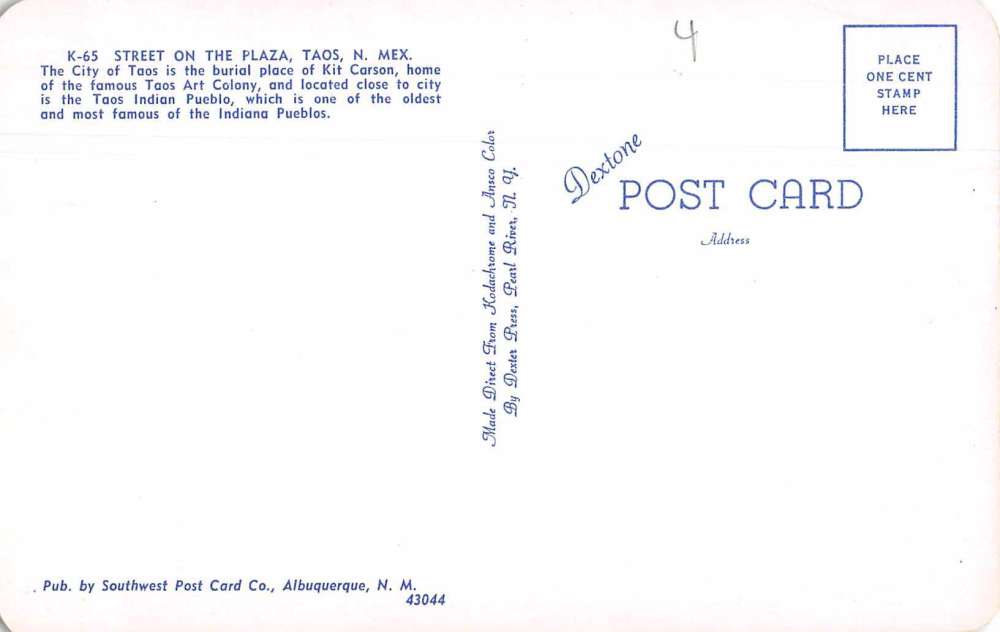 K-65 STREET ON THE PLAZA, TAOS, N. MEX.
The City of Taos is the burial place of Kit Carson, home
of the famous Taos Art Colony, and located close to city
is the Taos Indian Pueblo, which is one of the oldest
and most famous of the Indiana Pueblos.
4
PLACE
ONE CENT
STAMP
HERE
Dextone
POST CARD
Address
Made Direct From Kodachrome and Ansco Color
By Dexter Press, Pearl River, N. Y.
Pub. by Southwest Post Card Co., Albuquerque, N. M.
43044